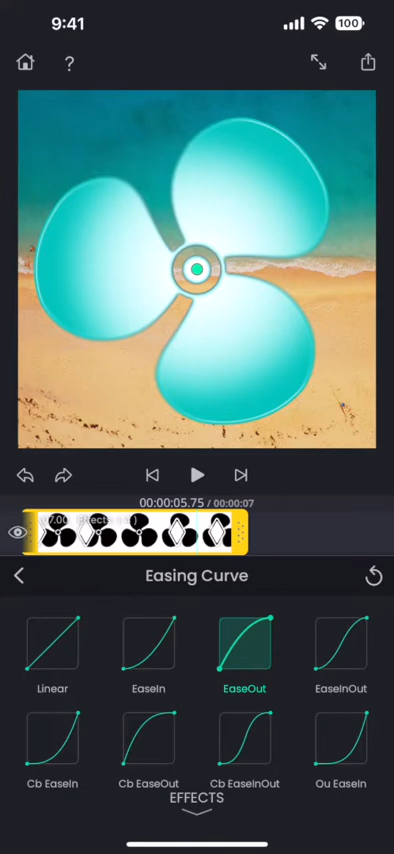 9:41
100
?
00:00:05.75 / 00:00:07
Easing Curve
Linear
EaseIn
EaseOut
EaseInOut
Cb EaseIn
Cb EaseOut
Cb EaseInOut
Qu EaseIn
EFFECTS